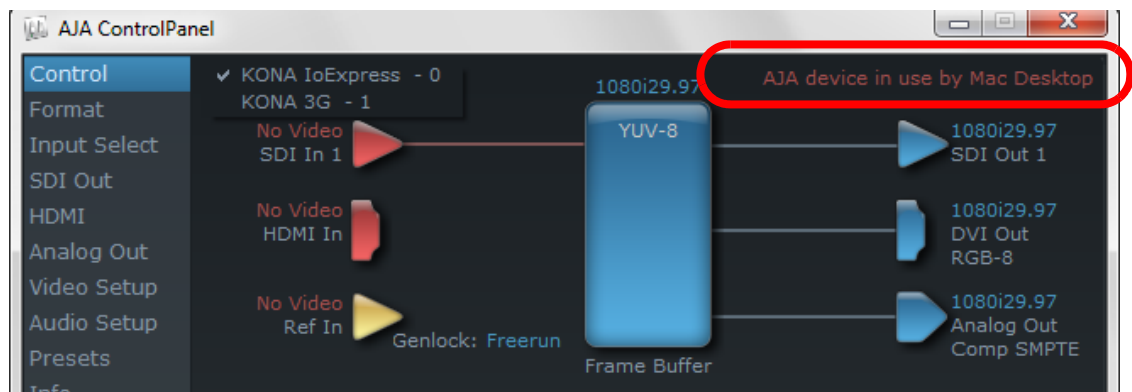 AJA ControlPanel
Control
Format
Input Select
SDI Out
HDMI
Analog Out
Video Setup
Audio Setup
Presets
Info
✔ KONA IoExpress - 0
KONA 3G - 1
AJA device in use by Mac Desktop
1080i29.97
No Video
SDI In 1
YUV-8
1080i29.97
SDI Out 1
No Video
HDMI In
1080i29.97
DVI Out
RGB-8
No Video
Ref In
Genlock: Freerun
Frame Buffer
1080i29.97
Analog Out
Comp SMPTE